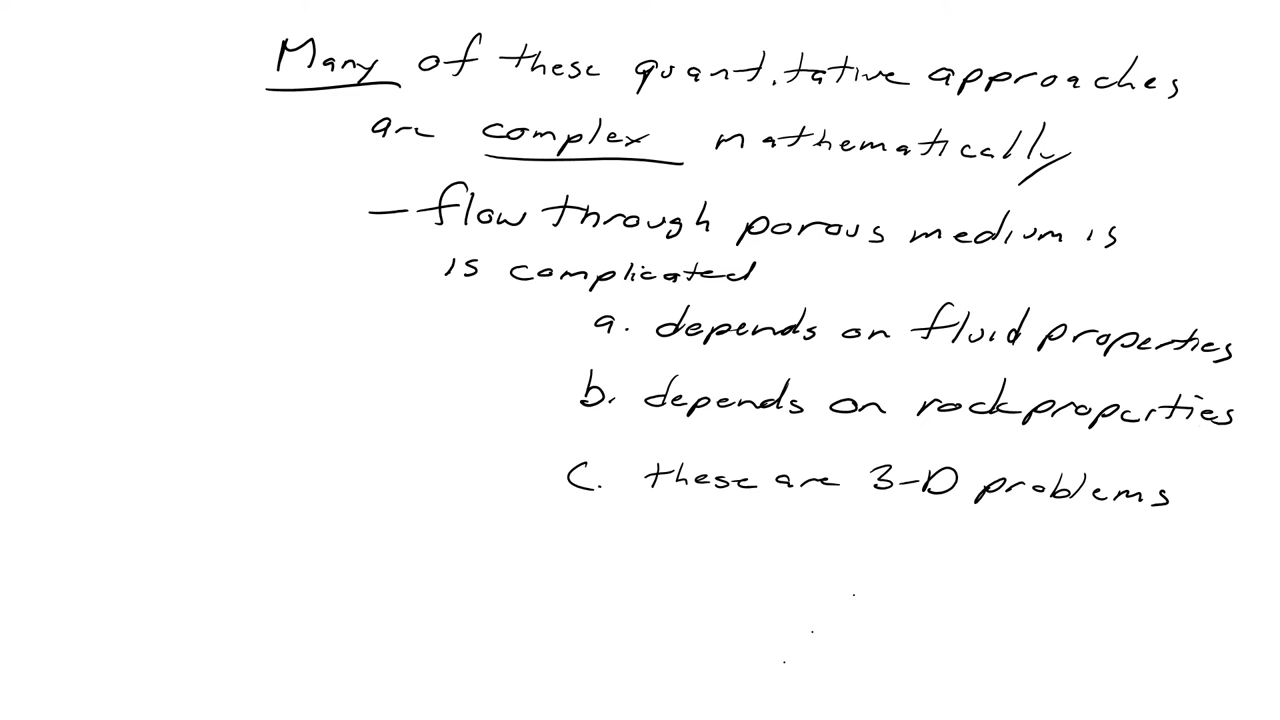 Many of these quantitative approaches
are complex mathematically
— flow through porous medium is
is complicated
a. depends on fluid properties
b. depends on rock properties
c. these are 3-D problems